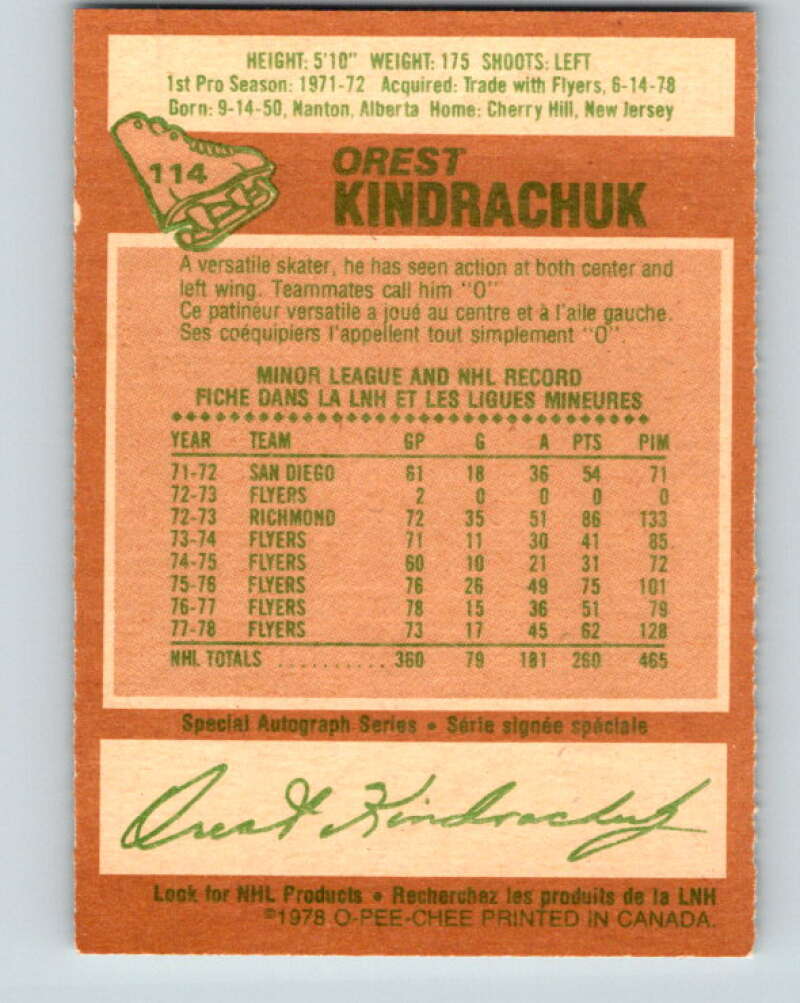 HEIGHT: 5'10" WEIGHT: 175 SHOOTS: LEFT
1st Pro Season: 1971-72 Acquired: Trade with Flyers, 6-14-78
Born: 9-14-50, Nanton, Alberta Home: Cherry Hill, New Jersey
114
OREST
KINDRACHUK
A versatile skater, he has seen action at both center and
left wing. Teammates call him "O"
Ce patineur versatile a joué au centre et à l'aile gauche.
Ses coéquipiers l'appellent tout simplement "O".
MINOR LEAGUE AND NHL RECORD
FICHE DANS LA LNH ET LES LIGUES MINEURES
YEAR TEAM GP G A PTS PIM
71-72 SAN DIEGO 61 18 36 54 71
72-73 FLYERS 2 0 0 0 0
72-73 RICHMOND 72 35 51 86 133
73-74 FLYERS 71 11 30 41 85
74-75 FLYERS 60 10 21 31 72
75-76 FLYERS 76 26 49 75 101
76-77 FLYERS 78 15 36 51 79
77-78 FLYERS 73 17 45 62 128
NHL TOTALS .......... 360 79 181 260 465
Special Autograph Series • Série signée spéciale
Orest Kindrachuk
Look for NHL Products • Recherchez les produits de la LNH
©1978 O-PEE-CHEE PRINTED IN CANADA.